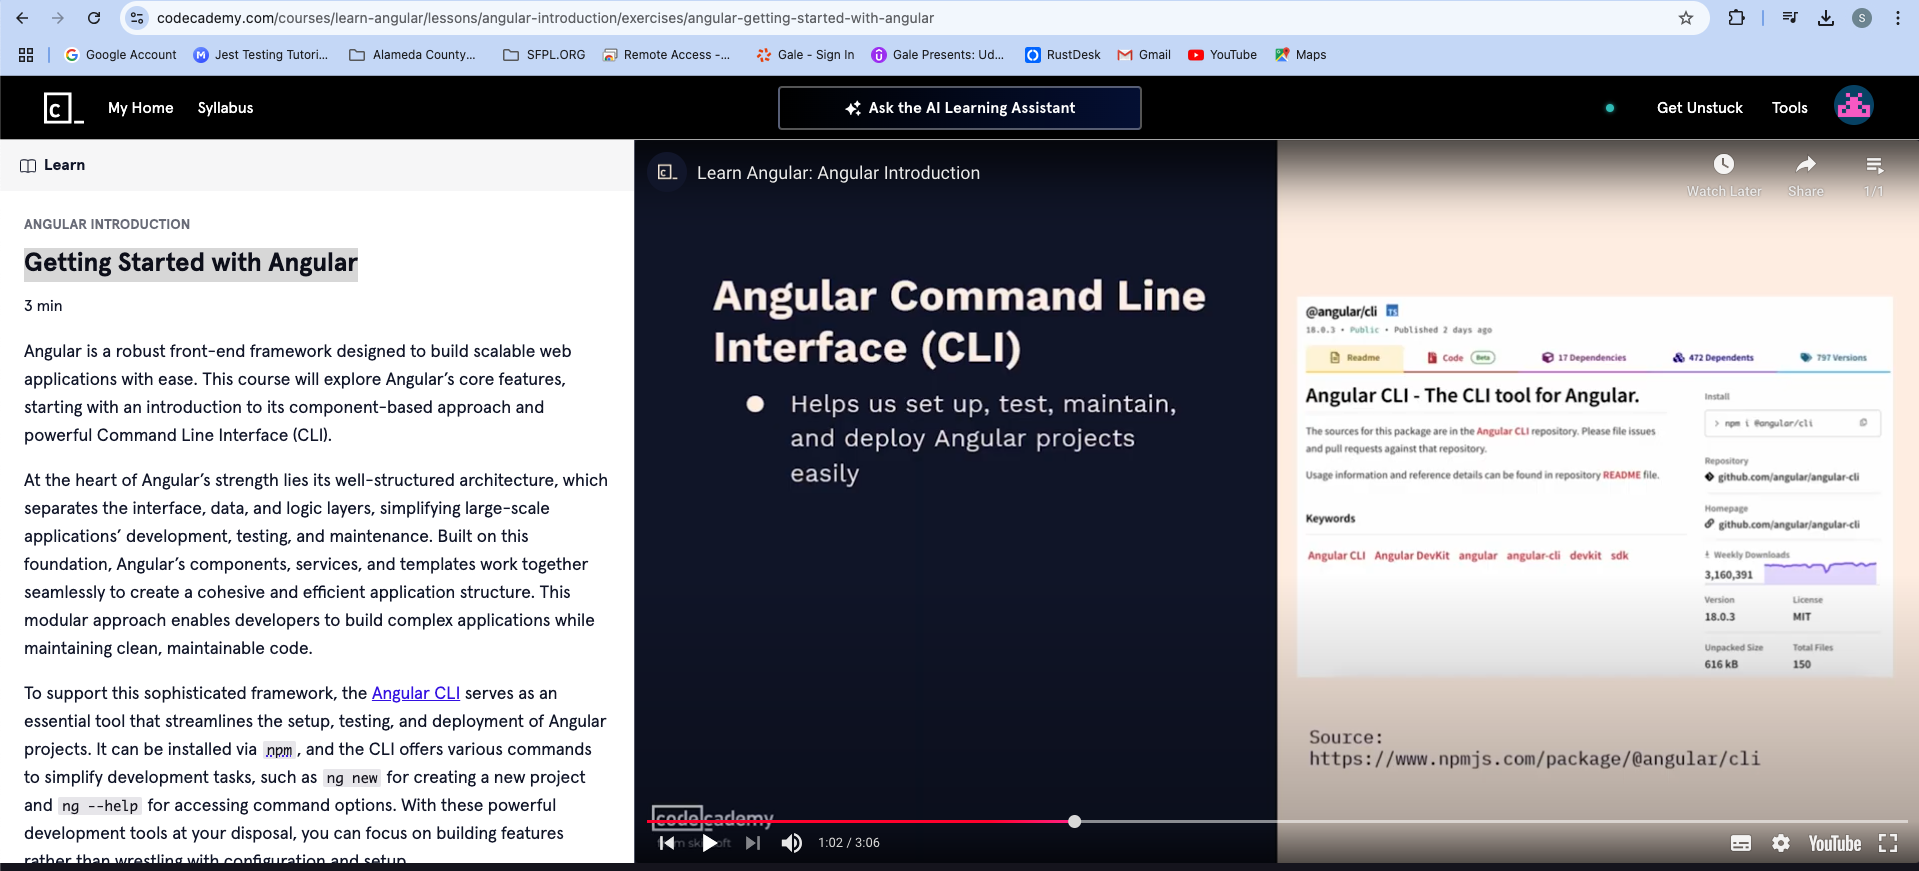 codecademy.com/courses/learn-angular/lessons/angular-introduction/exercises/angular-getting-started-with-angular
S
Google Account
Jest Testing Tutori...
Alameda County...
SFPL.ORG
Remote Access -...
Gale - Sign In
Gale Presents: Ud...
RustDesk
Gmail
YouTube
Maps
c_
My Home
Syllabus
Ask the AI Learning Assistant
Get Unstuck
Tools
Learn
ANGULAR INTRODUCTION
Getting Started with Angular
3 min
Angular is a robust front-end framework designed to build scalable web
applications with ease. This course will explore Angular’s core features,
starting with an introduction to its component-based approach and
powerful Command Line Interface (CLI).
At the heart of Angular’s strength lies its well-structured architecture, which
separates the interface, data, and logic layers, simplifying large-scale
applications’ development, testing, and maintenance. Built on this
foundation, Angular’s components, services, and templates work together
seamlessly to create a cohesive and efficient application structure. This
modular approach enables developers to build complex applications while
maintaining clean, maintainable code.
To support this sophisticated framework, the Angular CLI serves as an
essential tool that streamlines the setup, testing, and deployment of Angular
projects. It can be installed via npm, and the CLI offers various commands
to simplify development tasks, such as ng new for creating a new project
and ng --help for accessing command options. With these powerful
development tools at your disposal, you can focus on building features
rather than wrestling with configuration and setup.
c_
Learn Angular: Angular Introduction
Watch Later
Share
1/1
Angular Command Line
Interface (CLI)
Helps us set up, test, maintain,
and deploy Angular projects
easily
@angular/cli TS
18.0.3 • Public • Published 2 days ago
Readme
Code Beta
17 Dependencies
472 Dependents
797 Versions
Angular CLI - The CLI tool for Angular.
The sources for this package are in the Angular CLI repository. Please file issues
and pull requests against that repository.
Usage information and reference details can be found in repository README file.
Keywords
Angular CLI Angular DevKit angular angular-cli devkit sdk
Install
> npm i @angular/cli
Repository
github.com/angular/angular-cli
Homepage
github.com/angular/angular-cli
Weekly Downloads
3,160,391
Version
License
18.0.3
MIT
Unpacked Size
Total Files
616 kB
150
Source:
https://www.npmjs.com/package/@angular/cli
codecademy
1:02 / 3:06
YouTube